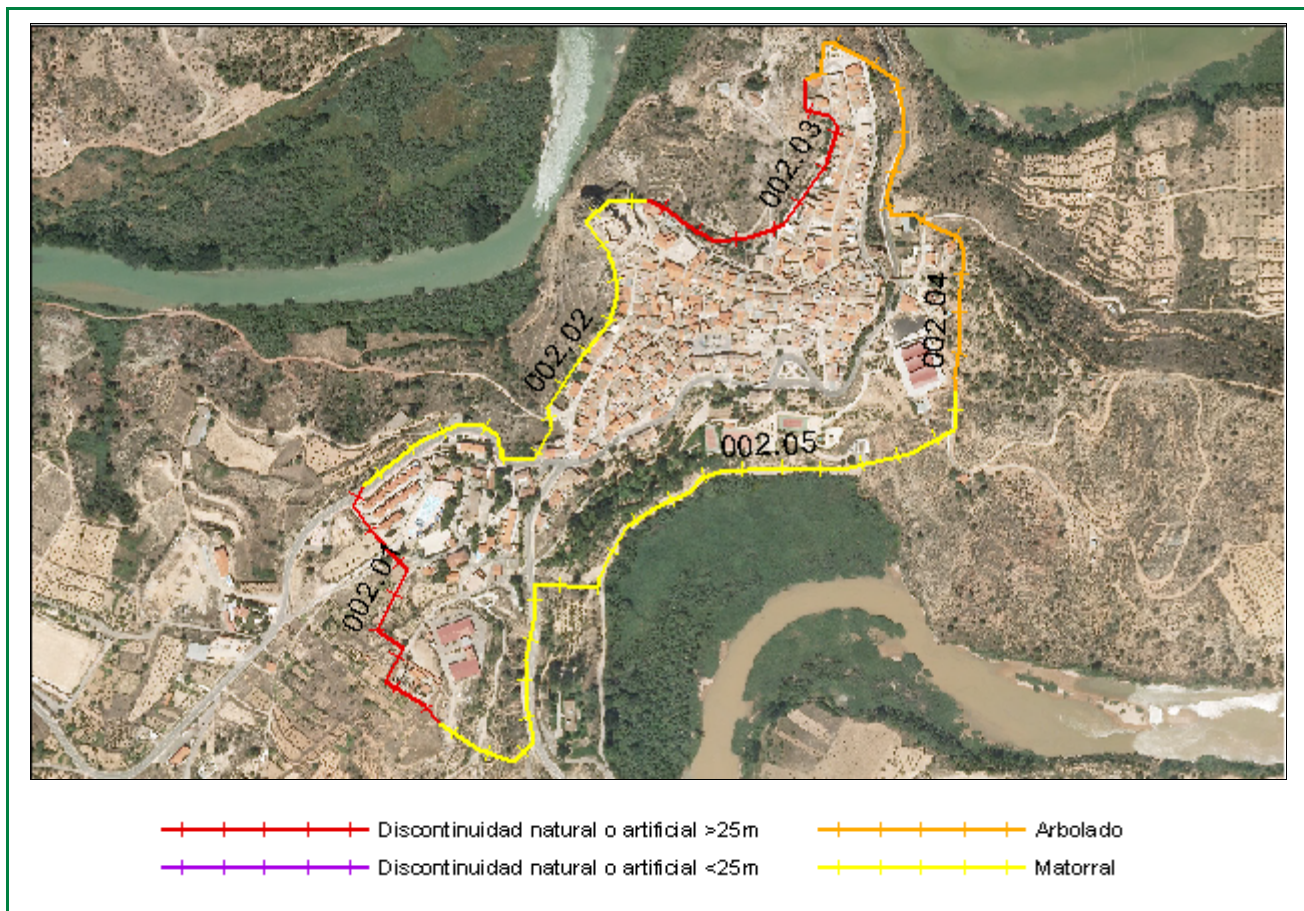 002.03
002.02
002.04
002.05
002.01
Discontinuidad natural o artificial >25m
Arbolado
Discontinuidad natural o artificial <25m
Matorral